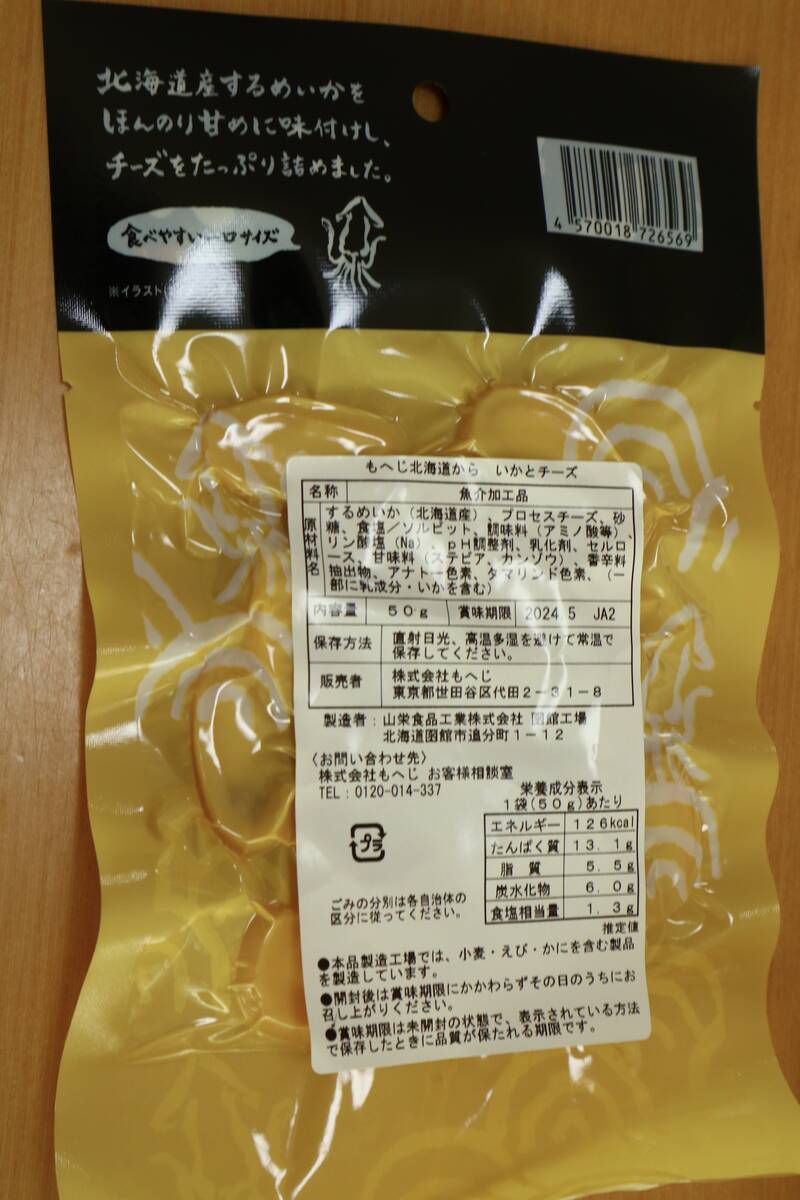 北海道産するめいかを
ほんのり甘めに味付けし、
チーズをたっぷり詰めました。
食べやすい一口サイズ
※イラスト
4 570018 726569
もへじ北海道から いかとチーズ
名称 魚介加工品
原材料名 するめいか（北海道産）、プロセスチーズ、砂
糖、食塩／ソルビット、調味料（アミノ酸等）、
リン酸塩（Na）、pH調整剤、乳化剤、セルロ
ース、甘味料（ステビア、カンゾウ）、香辛料
抽出物、アナトー色素、タマリンド色素、（一
部に乳成分・いかを含む）
内容量 50g 賞味期限 2024.5 JA2
保存方法 直射日光、高温多湿を避けて常温で
保存してください。
販売者 株式会社もへじ
東京都世田谷区代田2－31－8
製造者：山栄食品工業株式会社 函館工場
北海道函館市追分町1－12
〈お問い合わせ先〉
株式会社もへじ お客様相談室
TEL：0120-014-337
栄養成分表示
1袋(50g)あたり
エネルギー 126kcal
たんぱく質 13.1g
脂質 5.5g
炭水化物 6.0g
食塩相当量 1.3g
推定値
プラ
ごみの分別は各自治体の
区分に従ってください。
●本品製造工場では、小麦・えび・かにを含む製品
を製造しています。
●開封後は賞味期限にかかわらずその日のうちにお
召し上がりください。
●賞味期限は未開封の状態で、表示されている方法
で保存したときに品質が保たれる期限です。